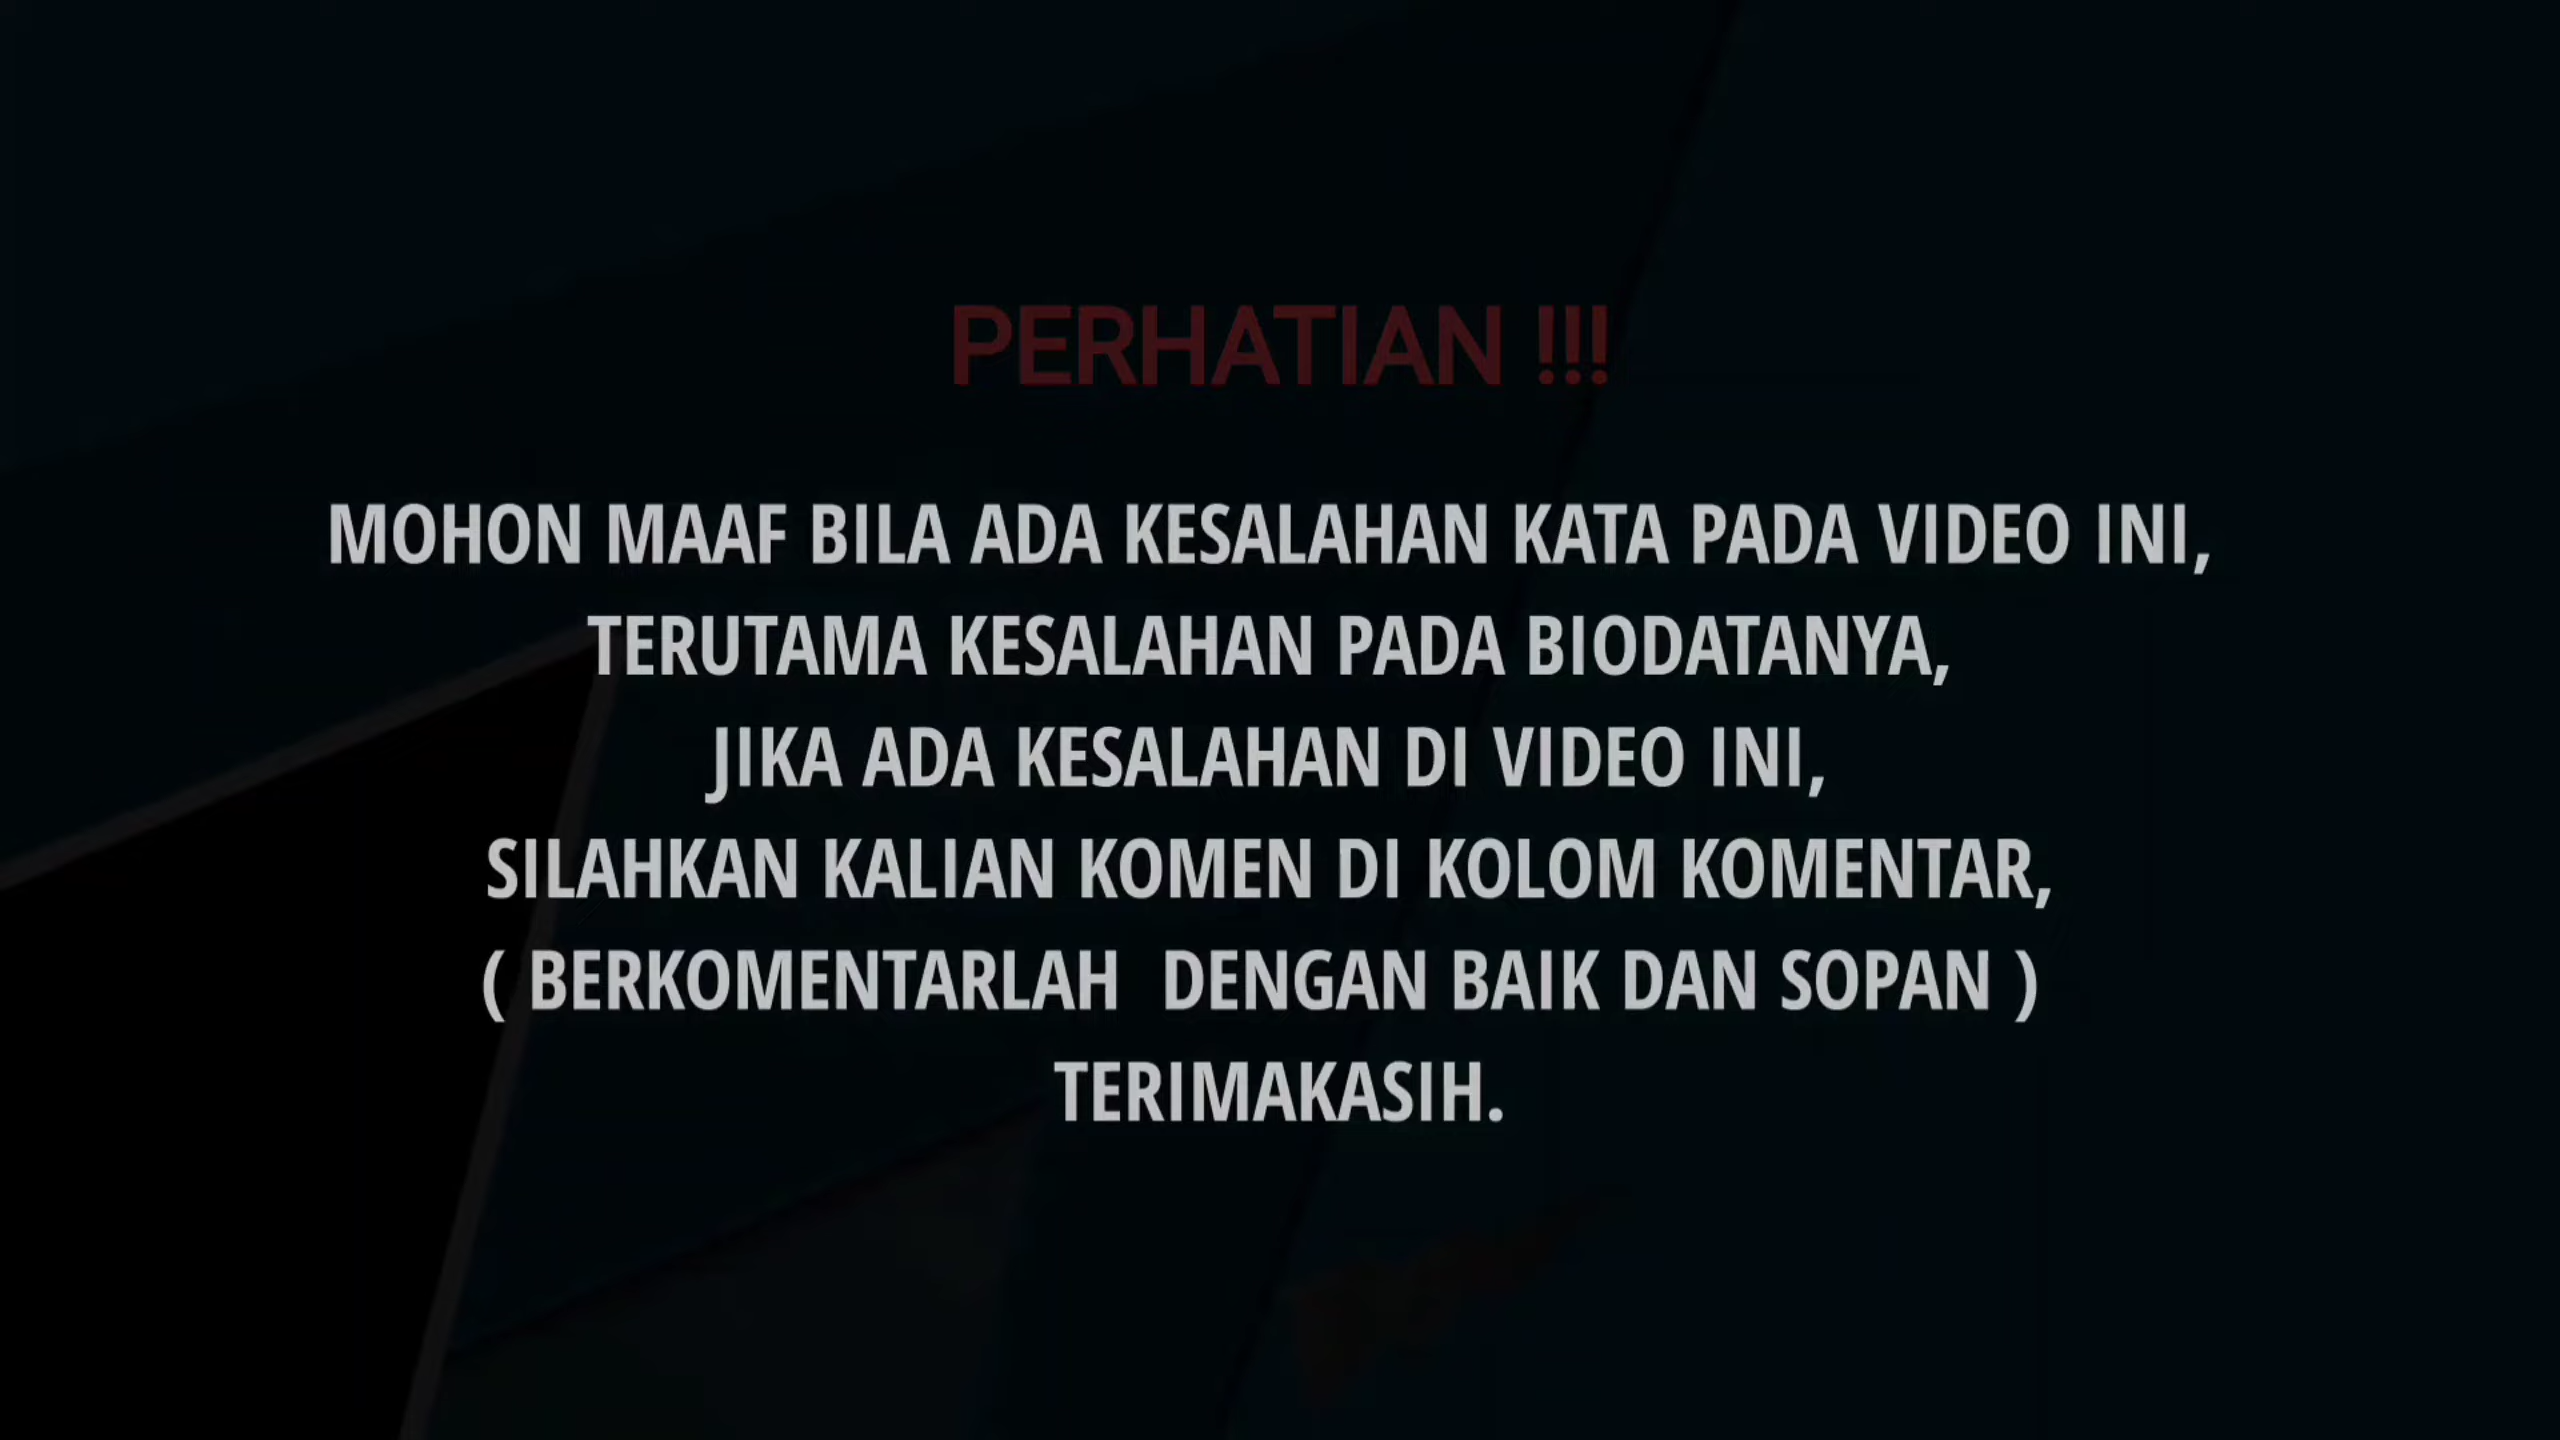 PERHATIAN !!!
MOHON MAAF BILA ADA KESALAHAN KATA PADA VIDEO INI,
TERUTAMA KESALAHAN PADA BIODATANYA,
JIKA ADA KESALAHAN DI VIDEO INI,
SILAHKAN KALIAN KOMEN DI KOLOM KOMENTAR,
( BERKOMENTARLAH  DENGAN BAIK DAN SOPAN )
TERIMAKASIH.